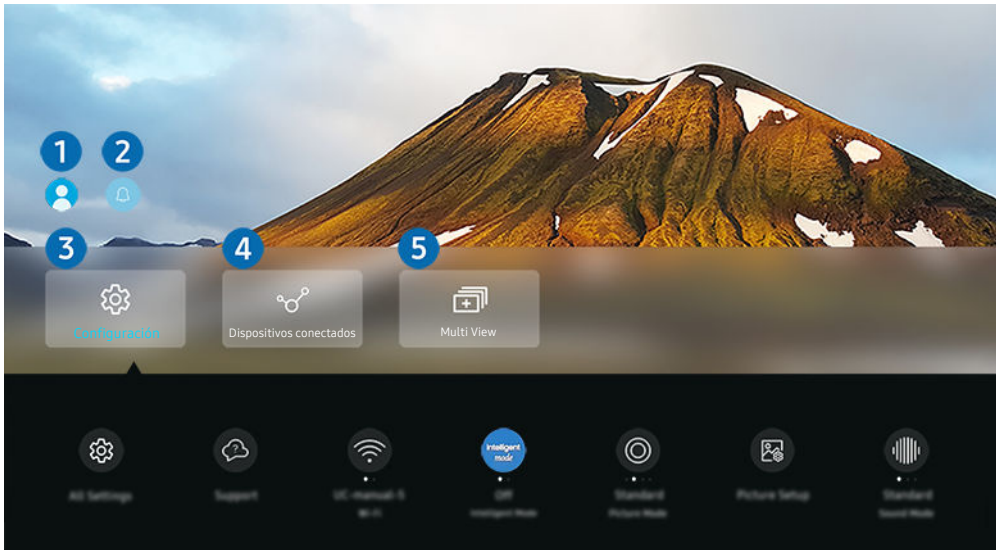 1 2
3 4 5
Configuración Dispositivos conectados Multi View
intelligent
mode
All Settings Support UC-manual-5 Off Standard Picture Setup Standard
Wi-Fi Intelligent Mode Picture Mode Sound Mode